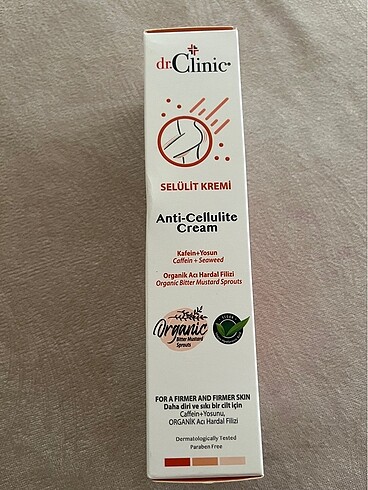 dr.Clinic
SELÜLİT KREMİ
Anti-Cellulite
Cream
Kafein+Yosun
Caffein + Seaweed
Organik Acı Hardal Filizi
Organic Bitter Mustard Sprouts
Organic
Bitter Mustard
Sprouts
VEGAN
FOR A FIRMER AND FIRMER SKIN
Daha diri ve sıkı bir cilt için
Caffein+Yosunu,
ORGANİK Acı Hardal Filizi
Dermatologically Tested
Paraben Free